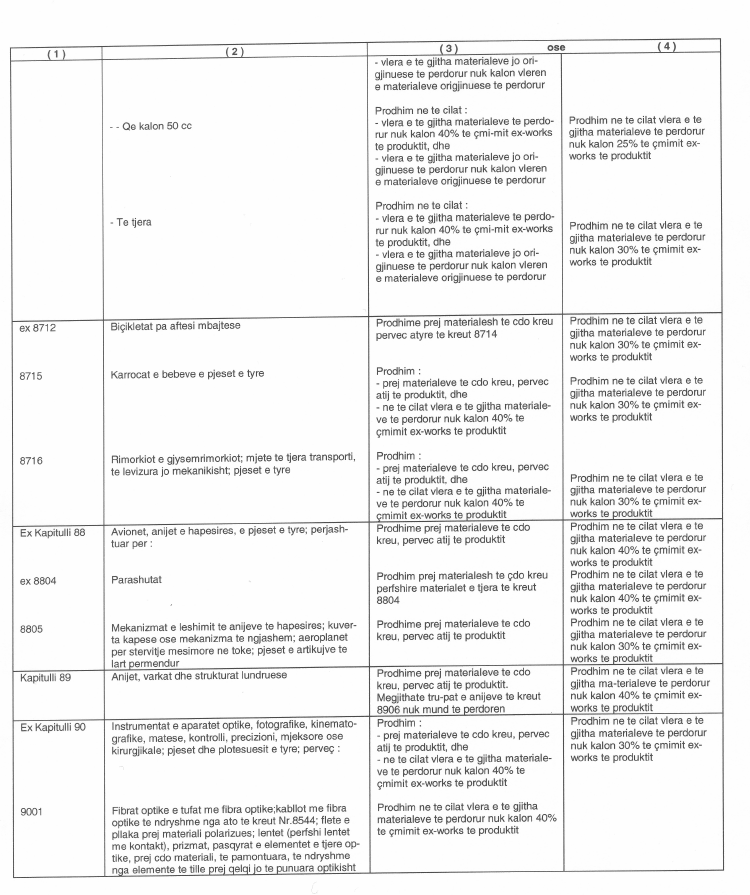 ( 1 ) ( 2 ) ( 3 ) ose ( 4 )
- vlera e te gjitha materialeve jo ori-
gjinuese te perdorur nuk kalon vleren
e materialeve origjinuese te perdorur
- - Qe kalon 50 cc
Prodhim ne te cilat :
- vlera e te gjitha materialeve te perdo-
rur nuk kalon 40% te çmi-mit ex-works
te produktit, dhe
- vlera e te gjitha materialeve jo ori-
gjinuese te perdorur nuk kalon vleren
e materialeve origjinuese te perdorur
Prodhim ne te cilat vlera e te
gjitha materialeve te perdorur
nuk kalon 25% te çmimit ex-
works te produktit
- Te tjera
Prodhim ne te cilat :
- vlera e te gjitha materialeve te perdo-
rur nuk kalon 40% te çmi-mit ex-works
te produktit, dhe
- vlera e te gjitha materialeve jo ori-
gjinuese te perdorur nuk kalon vleren
e materialeve origjinuese te perdorur
Prodhim ne te cilat vlera e te
gjitha materialeve te perdorur
nuk kalon 30% te çmimit ex-
works te produktit
ex 8712
Biçikletat pa aftesi mbajtese
Prodhime prej materialesh te cdo kreu
pervec atyre te kreut 8714
Prodhim ne te cilat vlera e te
gjitha materialeve te perdorur
nuk kalon 30% te çmimit ex-
works te produktit
8715
Karrocat e bebeve e pjeset e tyre
Prodhim :
- prej materialeve te cdo kreu, pervec
atij te produktit, dhe
- ne te cilat vlera e te gjitha materiale-
ve te perdorur nuk kalon 40% te
çmimit ex-works te produktit
Prodhim ne te cilat vlera e te
gjitha materialeve te perdorur
nuk kalon 30% te çmimit ex-
works te produktit
8716
Rimorkiot e gjysemrimorkiot; mjete te tjera transporti,
te levizura jo mekanikisht; pjeset e tyre
Prodhim :
- prej materialeve te cdo kreu, pervec
atij te produktit, dhe
- ne te cilat vlera e te gjitha materiale-
ve te perdorur nuk kalon 40% te
çmimit ex-works te produktit
Prodhim ne te cilat vlera e te
gjitha materialeve te perdorur
nuk kalon 30% te çmimit ex-
works te produktit
Ex Kapitulli 88
Avionet, anijet e hapesires, e pjeset e tyre; perjash-
tuar per :
Prodhime prej materialeve te cdo
kreu, pervec atij te produktit
Prodhim ne te cilat vlera e te
gjitha materialeve te perdorur
nuk kalon 40% te çmimit ex-
works te produktit
ex 8804
Parashutat
Prodhim prej materialesh te çdo kreu
perfshire materialet e tjera te kreut
8804
Prodhim ne te cilat vlera e te
gjitha materialeve te perdorur
nuk kalon 40% te çmimit ex-
works te produktit
8805
Mekanizmat e leshimit te anijeve te hapesires; kuver-
ta kapese ose mekanizma te ngjashem; aeroplanet
per stervitje mesimore ne toke; pjeset e artikujve te
lart permendur
Prodhime prej materialeve te cdo
kreu, pervec atij te produktit
Prodhim ne te cilat vlera e te
gjitha materialeve te perdorur
nuk kalon 30% te çmimit ex-
works te produktit
Kapitulli 89
Anijet, varkat dhe strukturat lundruese
Prodhime prej materialeve te cdo
kreu, pervec atij te produktit.
Megjithate tru-pat e anijeve te kreut
8906 nuk mund te perdoren
Prodhim ne te cilat vlera e te
gjitha ma-terialeve te perdorur
nuk kalon 40% te çmimit ex-
works te produktit
Ex Kapitulli 90
Instrumentat e aparatet optike, fotografike, kinemato-
grafike, matese, kontrolli, precizioni, mjeksore ose
kirurgjikale; pjeset dhe plotesuesit e tyre; perveç :
Prodhim :
- prej materialeve te cdo kreu, pervec
atij te produktit, dhe
- ne te cilat vlera e te gjitha materiale-
ve te perdorur nuk kalon 40% te
çmimit ex-works te produktit
Prodhim ne te cilat vlera e te
gjitha materialeve te perdorur
nuk kalon 30% te çmimit ex-
works te produktit
9001
Fibrat optike e tufat me fibra optike;kabllot me fibra
optike te ndryshme nga ato te kreut Nr.8544; flete e
pilaka prej materiali polarizues; lentet (perfshi lentet
me kontakt), prizmat, pasqyrat e elementet e tjere op-
tike, prej cdo materiali, te pamontuara, te ndryshme
nga elemente te tille prej qelqi jo te punuara optikisht
Prodhim ne te cilat vlera e te gjitha
materialeve te perdorur nuk kalon 40%
te çmimit ex-works te produktit